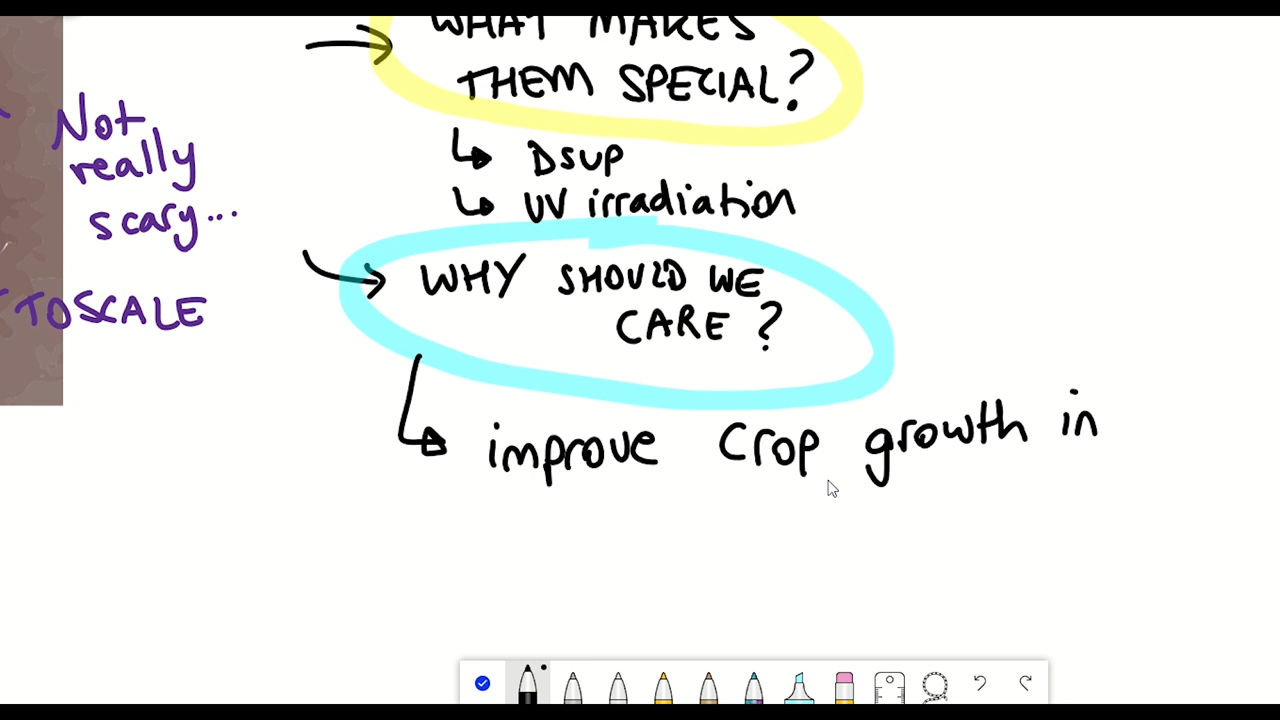 WHAT MAKES
THEM SPECIAL?
Dsup
UV irradiation
Not
really
scary...
TOSCALE
WHY SHOULD WE
CARE?
improve crop growth in